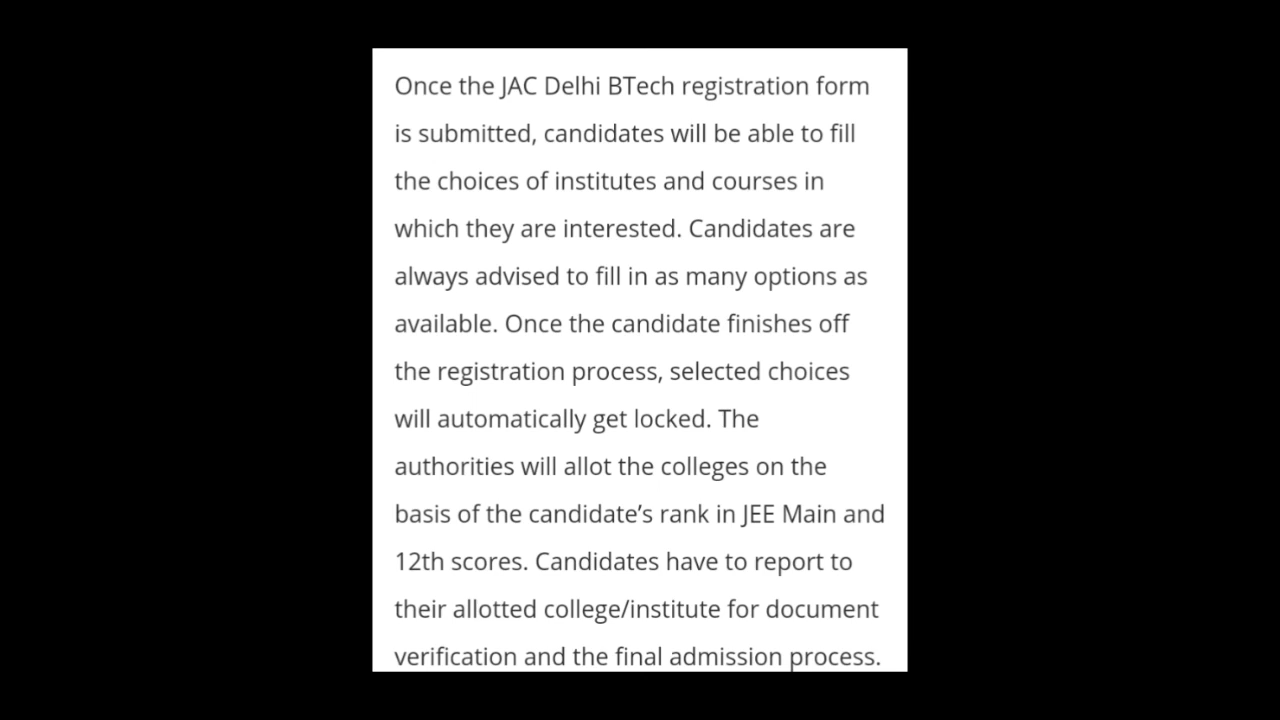 Once the JAC Delhi BTech registration form
is submitted, candidates will be able to fill
the choices of institutes and courses in
which they are interested. Candidates are
always advised to fill in as many options as
available. Once the candidate finishes off
the registration process, selected choices
will automatically get locked. The
authorities will allot the colleges on the
basis of the candidate’s rank in JEE Main and
12th scores. Candidates have to report to
their allotted college/institute for document
verification and the final admission process.